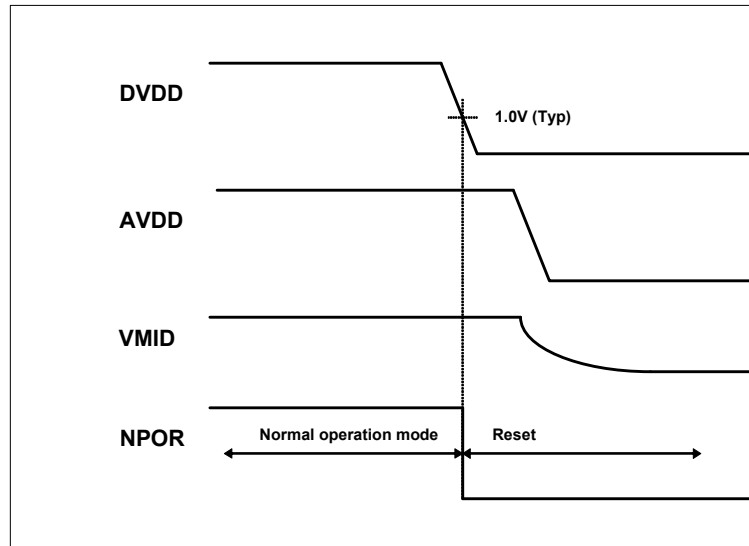 DVDD
1.0V (Typ)
AVDD
VMID
NPOR
Normal operation mode
Reset